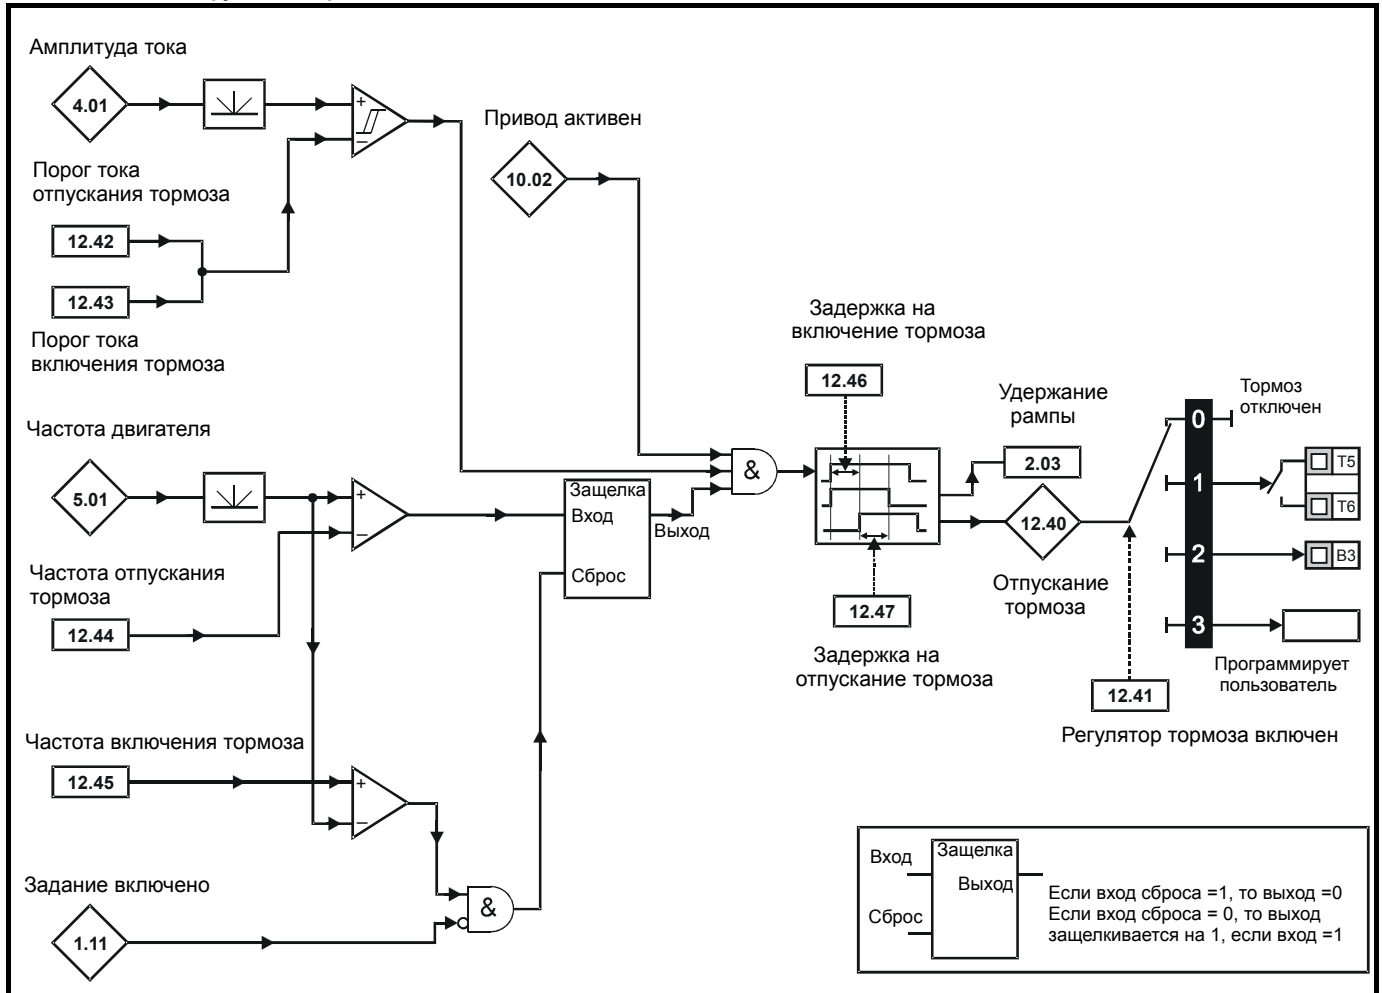 Амплитуда тока
4.01
+
−
Порог тока
отпускания тормоза
12.42
12.43
Порог тока
включения тормоза
Привод активен
10.02
Частота двигателя
5.01
+
−
Частота отпускания
тормоза
12.44
Защелка
Вход
Выход
Сброс
&
Задержка на
включение тормоза
12.46
12.47
Задержка на
отпускание тормоза
Удержание
рампы
2.03
12.40
Отпускание
тормоза
0
1
2
3
Тормоз
отключен
T5
T6
B3
Программирует
пользователь
12.41
Регулятор тормоза включен
Частота включения тормоза
12.45
+
−
Задание включено
1.11
&
Вход
Сброс
Защелка
Выход
Если вход сброса =1, то выход =0
Если вход сброса = 0, то выход
защелкивается на 1, если вход =1